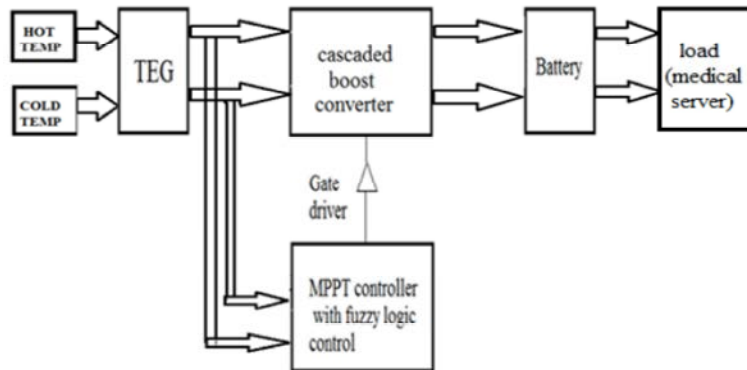 HOT
TEMP
COLD
TEMP
TEG
cascaded
boost
converter
Battery
load
(medical
server)
Gate
driver
MPPT controller
with fuzzy logic
control